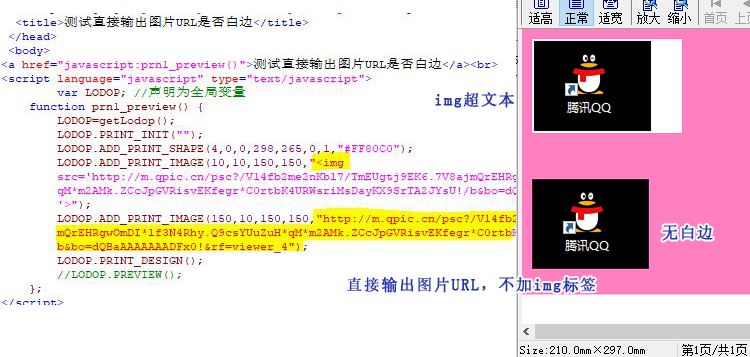 <title>测试直接输出图片URL是否白边</title>
</head>
<body>
<a href="javascript:prn1_preview()">测试直接输出图片URL是否白边</a><br>
<script language="javascript" type="text/javascript">
var LODOP; //声明为全局变量
function prn1_preview() {
LODOP=getLodop();
LODOP.PRINT_INIT("");
LODOP.ADD_PRINT_SHAPE(4,0,0,298,265,0,1,"#FF80C0");
LODOP.ADD_PRINT_IMAGE(10,10,150,150,"<img
src='http://m.qpic.cn/psc?/V14fb2me2nKbl7/TmEUgtj9EK6.7V8ajmQrEHRg
qM*m2AMk.ZCcJpGVRisvEKfegr*C0rtbK4URWsriMsDayKX9SrTA2JYsU!/b&bo=dQ
'>");
LODOP.ADD_PRINT_IMAGE(150,10,150,150,"http://m.qpic.cn/psc?/V14fb2
mQrEHRgwOmDI*lf3N4Rhy.Q9csYUuZuH*qM*m2AMk.ZCcJpGVRisvEKfegr*C0rtbK
b&bo=dQBaAAAAAAADFx0!&rf=viewer_4");
LODOP.PRINT_DESIGN();
//LODOP.PREVIEW();
};
</script>
img超文本
直接输出图片URL，不加img标签
适高 正常 适宽 放大 缩小 首页
腾讯QQ
腾讯QQ
无白边
Size:210.0mm×297.0mm 第1页/共1页